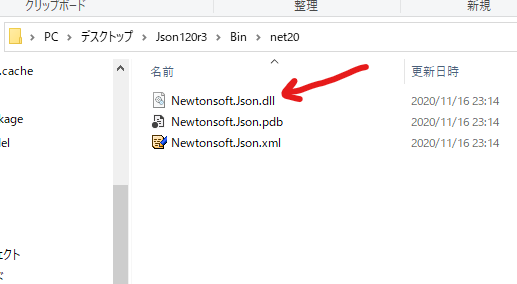 クリップボード 整理 新規
PC > デスクトップ > Json120r3 > Bin > net20
名前 更新日時
.cache
Newtonsoft.Json.dll 2020/11/16 23:14
kage Newtonsoft.Json.pdb 2020/11/16 23:14
del Newtonsoft.Json.xml 2020/11/16 23:14
ェクト